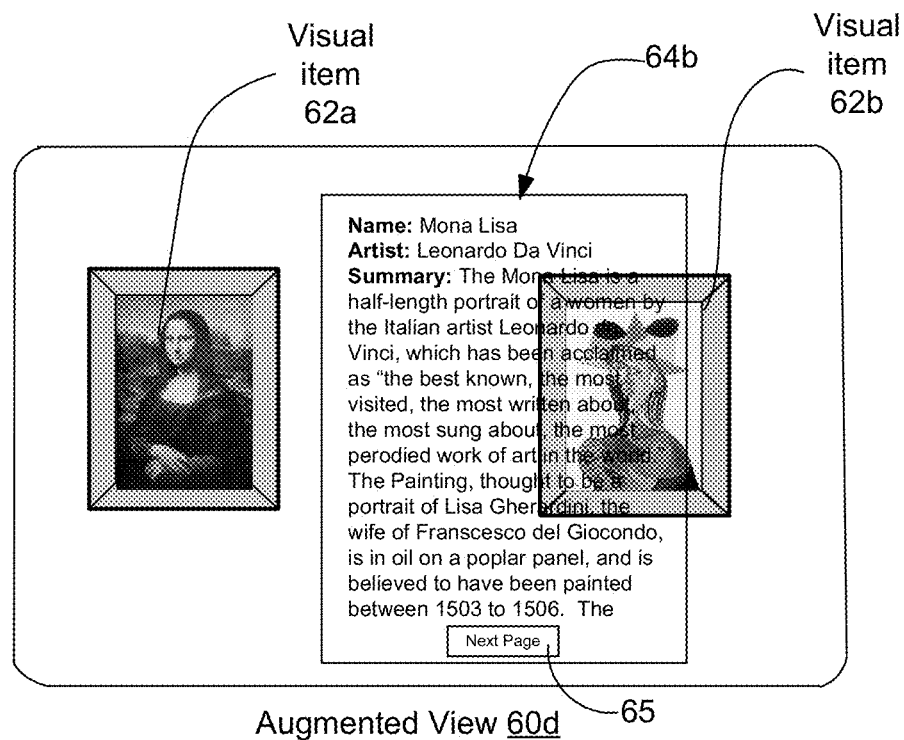 Visual
item
62a
64b
Visual
item
62b
Name: Mona Lisa
Artist: Leonardo Da Vinci
Summary: The Mona Lisa is a
half-length portrait of a women by
the Italian artist Leonardo da
Vinci, which has been acclaimed
as “the best known, the most
visited, the most written about,
the most sung about, the most
perodied work of art in the world.
The Painting, thought to be a
portrait of Lisa Gherardini, the
wife of Franscesco del Giocondo,
is in oil on a poplar panel, and is
believed to have been painted
between 1503 to 1506. The
Next Page
65
Augmented View 60d